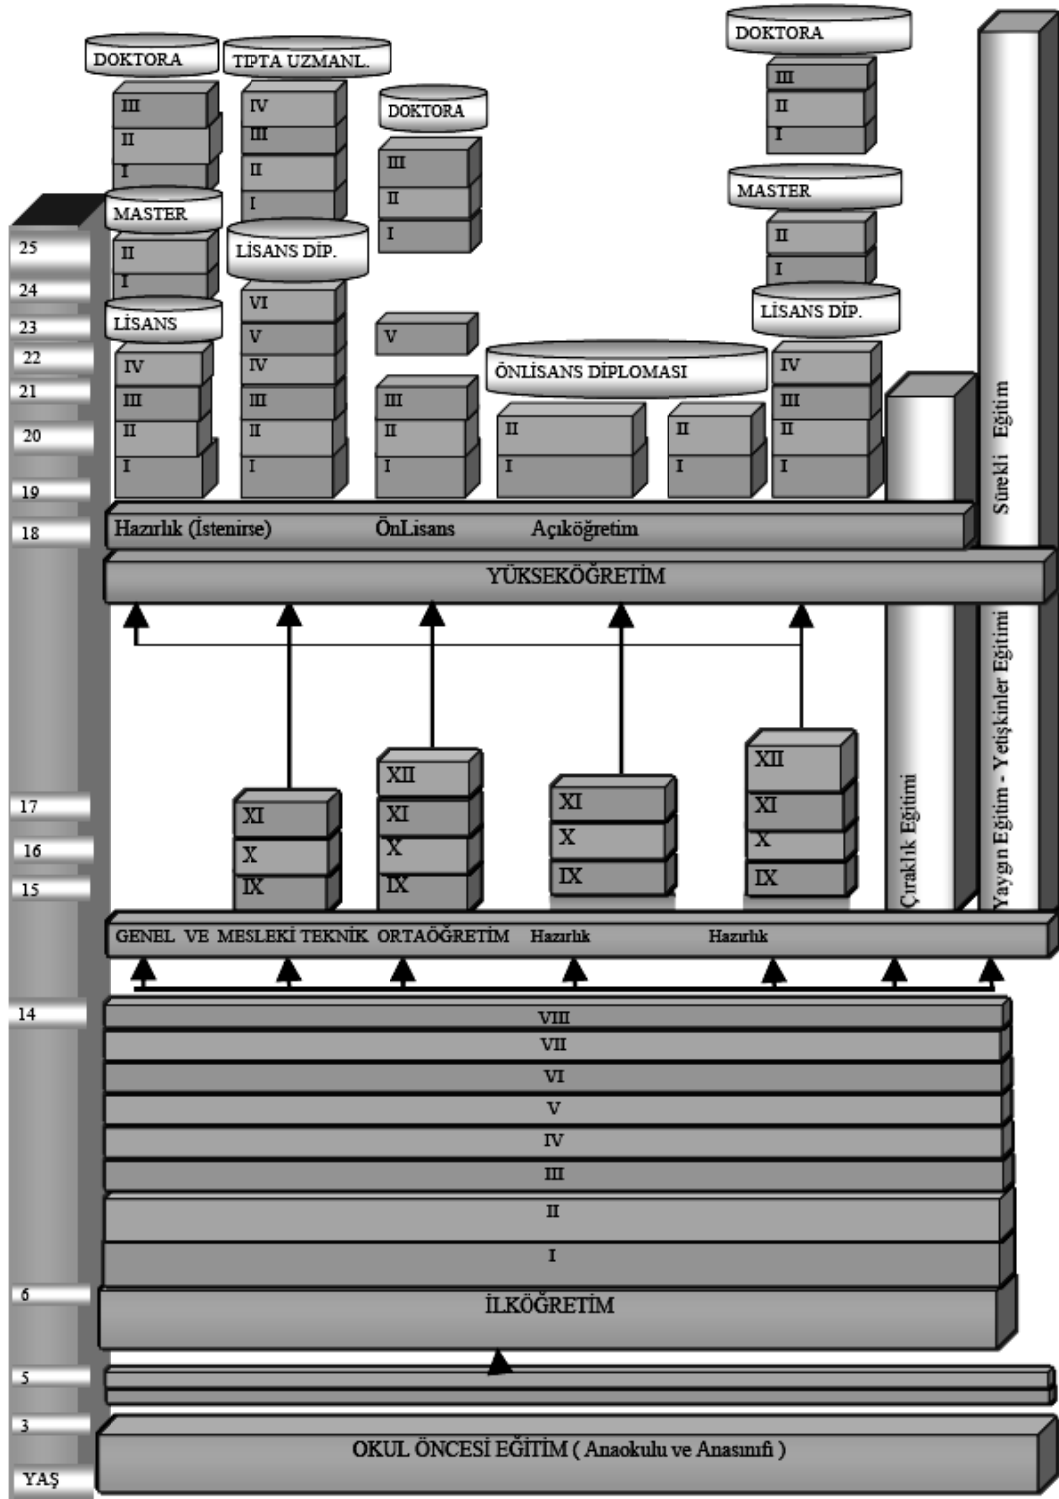 DOKTORA
DOKTORA
TIPTA UZMANL.
III
IV
III
DOKTORA
II
II
III
I
III
I
II
II
MASTER
I
I
II
MASTER
LİSANS DİP.
I
II
25
II
I
I
24
LİSANS
VI
LİSANS DİP.
23
V
V
22
IV
IV
ÖNLİSANS DİPLOMASI
IV
21
III
III
III
III
20
II
II
II
II
II
II
19
I
I
I
I
I
I
Sürekli Eğitim
18
Hazırlık (İstenirse)
ÖnLisans
Açıköğretim
YÜKSEKÖĞRETİM
XII
XII
17
XI
XI
XI
XI
16
X
X
X
X
15
IX
IX
IX
IX
Çıraklık Eğitimi
Yaygın Eğitim - Yetişkinler Eğitimi
GENEL VE MESLEKİ TEKNİK ORTAÖĞRETİM Hazırlık Hazırlık
14
VIII
VII
VI
V
IV
III
II
I
6
İLKÖĞRETİM
5
3
OKUL ÖNCESİ EĞİTİM ( Anaokulu ve Anasınıfı )
YAŞ